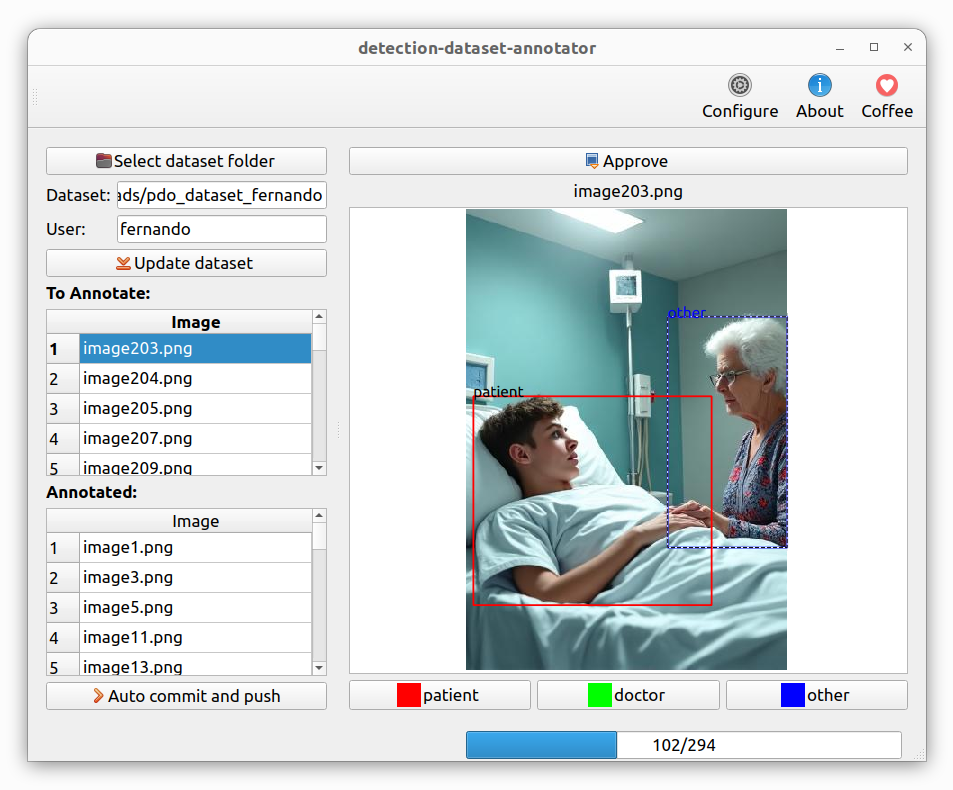 detection-dataset-annotator
Configure About Coffee
Select dataset folder
Dataset: ads/pdo_dataset_fernando
User: fernando
Update dataset
To Annotate:
Image
1 image203.png
2 image204.png
3 image205.png
4 image207.png
5 image209.png
Annotated:
Image
1 image1.png
2 image3.png
3 image5.png
4 image11.png
5 image13.png
Auto commit and push
Approve
image203.png
other
patient
patient doctor other
102/294